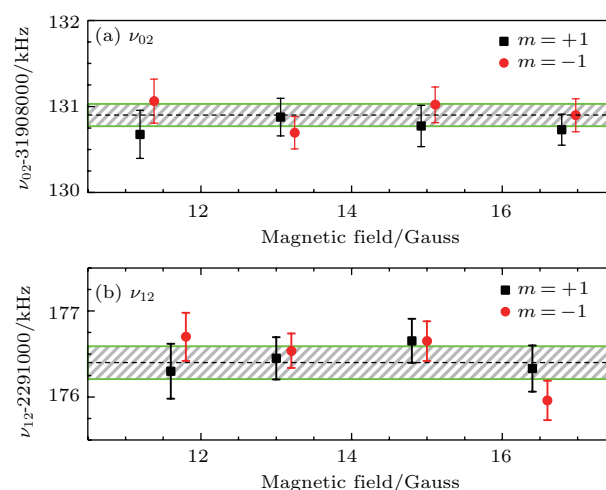 132
(a) ν02
m = +1
m = −1
131
130
ν02-31908000/kHz
12 14 16
Magnetic field/Gauss
(b) ν12
m = +1
177
m = −1
176
ν12-2291000/kHz
12 14 16
Magnetic field/Gauss